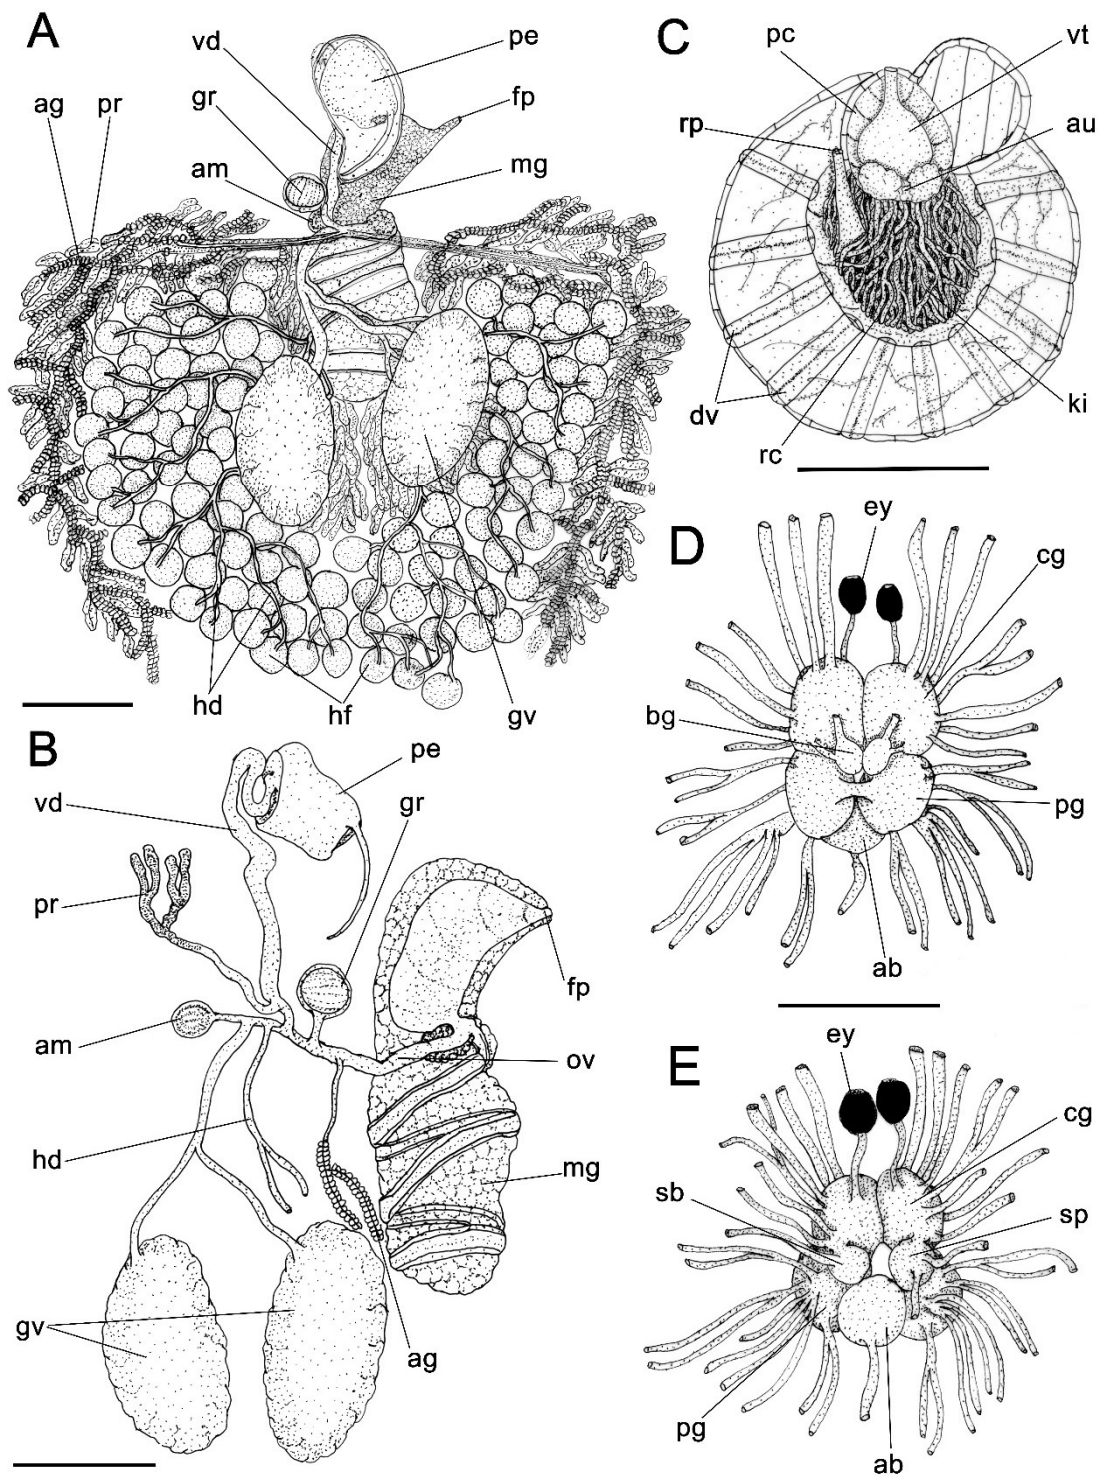 A
vd
pe
gr
fp
ag
pr
am
mg
hd
hf
gv
B
vd
pe
gr
pr
fp
am
ov
hd
mg
gv
ag
C
pc
vt
rp
au
dv
ki
rc
D
ey
cg
bg
pg
ab
E
ey
cg
sb
sp
pg
ab